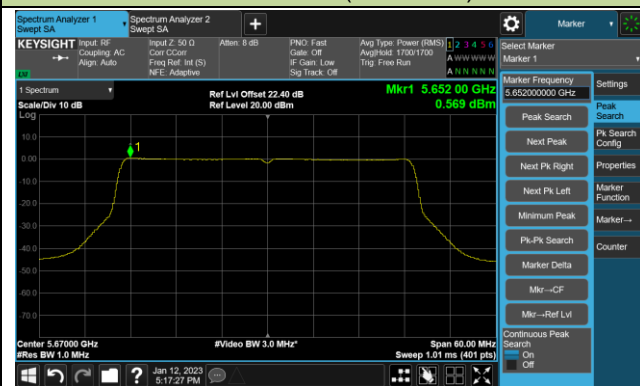 Spectrum Analyzer 1
Swept SA
Spectrum Analyzer 2
Swept SA
+
Marker
KEYSIGHT
Input: RF
Coupling: AC
Align: Auto
Input Z: 50 Ω
Corr CCorr
Freq Ref: Int (S)
NFE: Adaptive
Atten: 8 dB
PNO: Fast
Gate: Off
IF Gain: Low
Sig Track: Off
Avg Type: Power (RMS)
Avg|Hold: 1700/1700
Trig: Free Run
1 2 3 4 5 6
A W W W W W
A N N N N N
Select Marker
Marker 1
1 Spectrum
Scale/Div 10 dB
Log
Ref Lvl Offset 22.40 dB
Ref Level 20.00 dBm
Mkr1 5.652 00 GHz
0.569 dBm
10.0
0.00
-10.0
-20.0
-30.0
-40.0
-50.0
-60.0
-70.0
1
Center 5.67000 GHz
#Res BW 1.0 MHz
#Video BW 3.0 MHz*
Span 60.00 MHz
Sweep 1.01 ms (401 pts)
Marker Frequency
5.652000000 GHz
Peak Search
Next Peak
Next Pk Right
Next Pk Left
Minimum Peak
Pk-Pk Search
Marker Delta
Mkr→CF
Mkr→Ref Lvl
Continuous Peak
Search
On
Off
Settings
Peak
Search
Pk Search
Config
Properties
Marker
Function
Marker→
Counter
?
Jan 12, 2023
5:17:27 PM